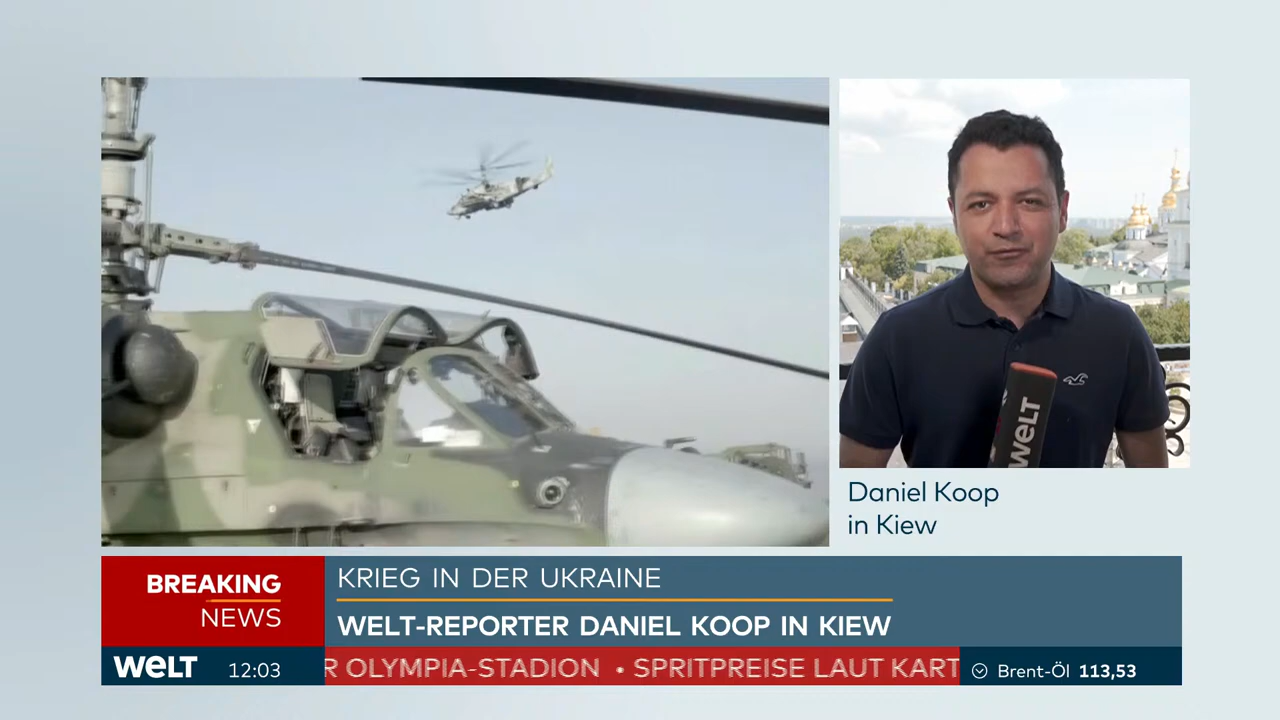 WELT
Daniel Koop
in Kiew
BREAKING
NEWS
KRIEG IN DER UKRAINE
WELT-REPORTER DANIEL KOOP IN KIEW
WELT 12:03
R OLYMPIA-STADION • SPRITPREISE LAUT KART
Brent-Öl 113,53